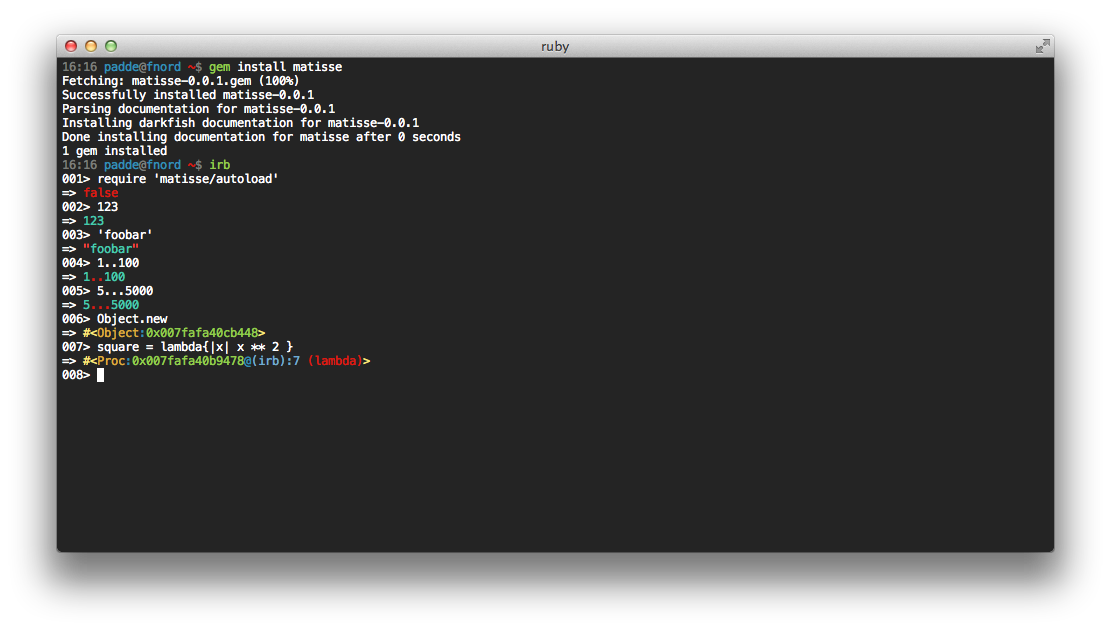 ruby
16:16 padde@fnord ~$ gem install matisse
Fetching: matisse-0.0.1.gem (100%)
Successfully installed matisse-0.0.1
Parsing documentation for matisse-0.0.1
Installing darkfish documentation for matisse-0.0.1
Done installing documentation for matisse after 0 seconds
1 gem installed
16:16 padde@fnord ~$ irb
001> require 'matisse/autoload'
=> false
002> 123
=> 123
003> 'foobar'
=> "foobar"
004> 1..100
=> 1..100
005> 5...5000
=> 5...5000
006> Object.new
=> #<Object:0x007fafa40cb448>
007> square = lambda{|x| x ** 2 }
=> #<Proc:0x007fafa40b9478@(irb):7 (lambda)>
008>